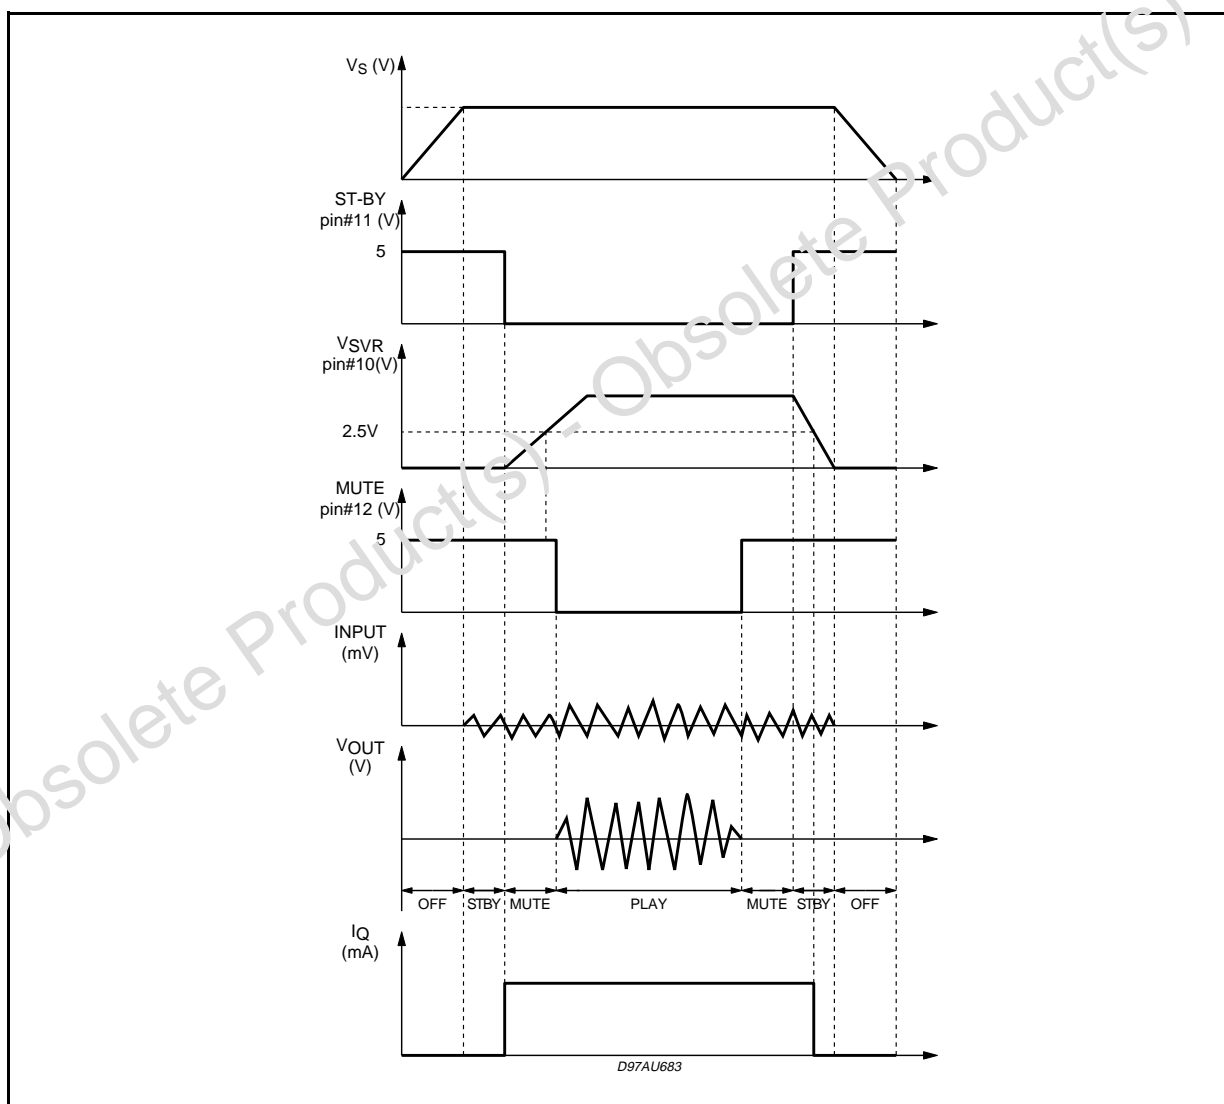 VS (V)
ST-BY
pin#11 (V)
5
VSVR
pin#10(V)
2.5V
MUTE
pin#12 (V)
5
INPUT
(mV)
VOUT
(V)
OFF STBY MUTE PLAY MUTE STBY OFF
IQ
(mA)
D97AU683
Obsolete Product(s) - Obsolete Product(s)